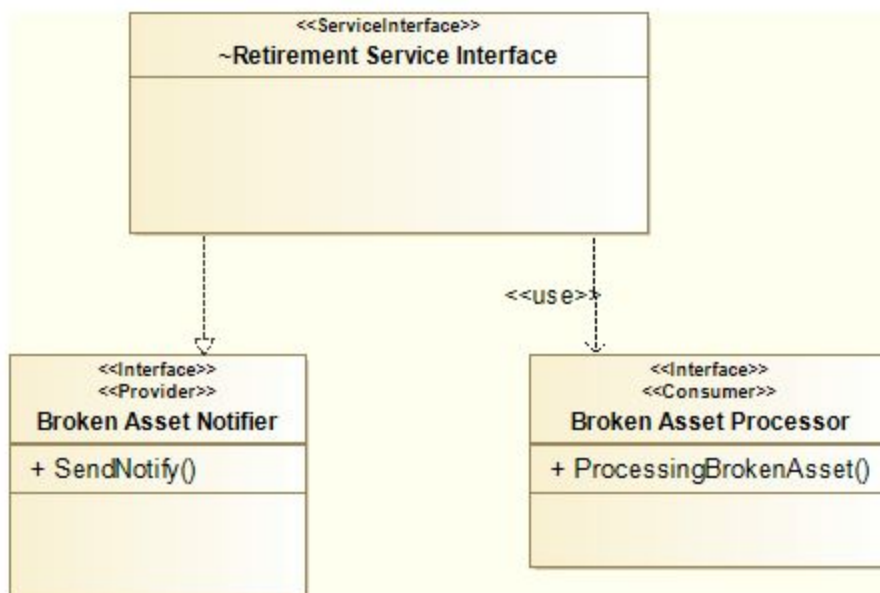 <<ServiceInterface>>
~Retirement Service Interface
<<use>>
<<Interface>>
<<Provider>>
Broken Asset Notifier
+ SendNotify()
<<Interface>>
<<Consumer>>
Broken Asset Processor
+ ProcessingBrokenAsset()